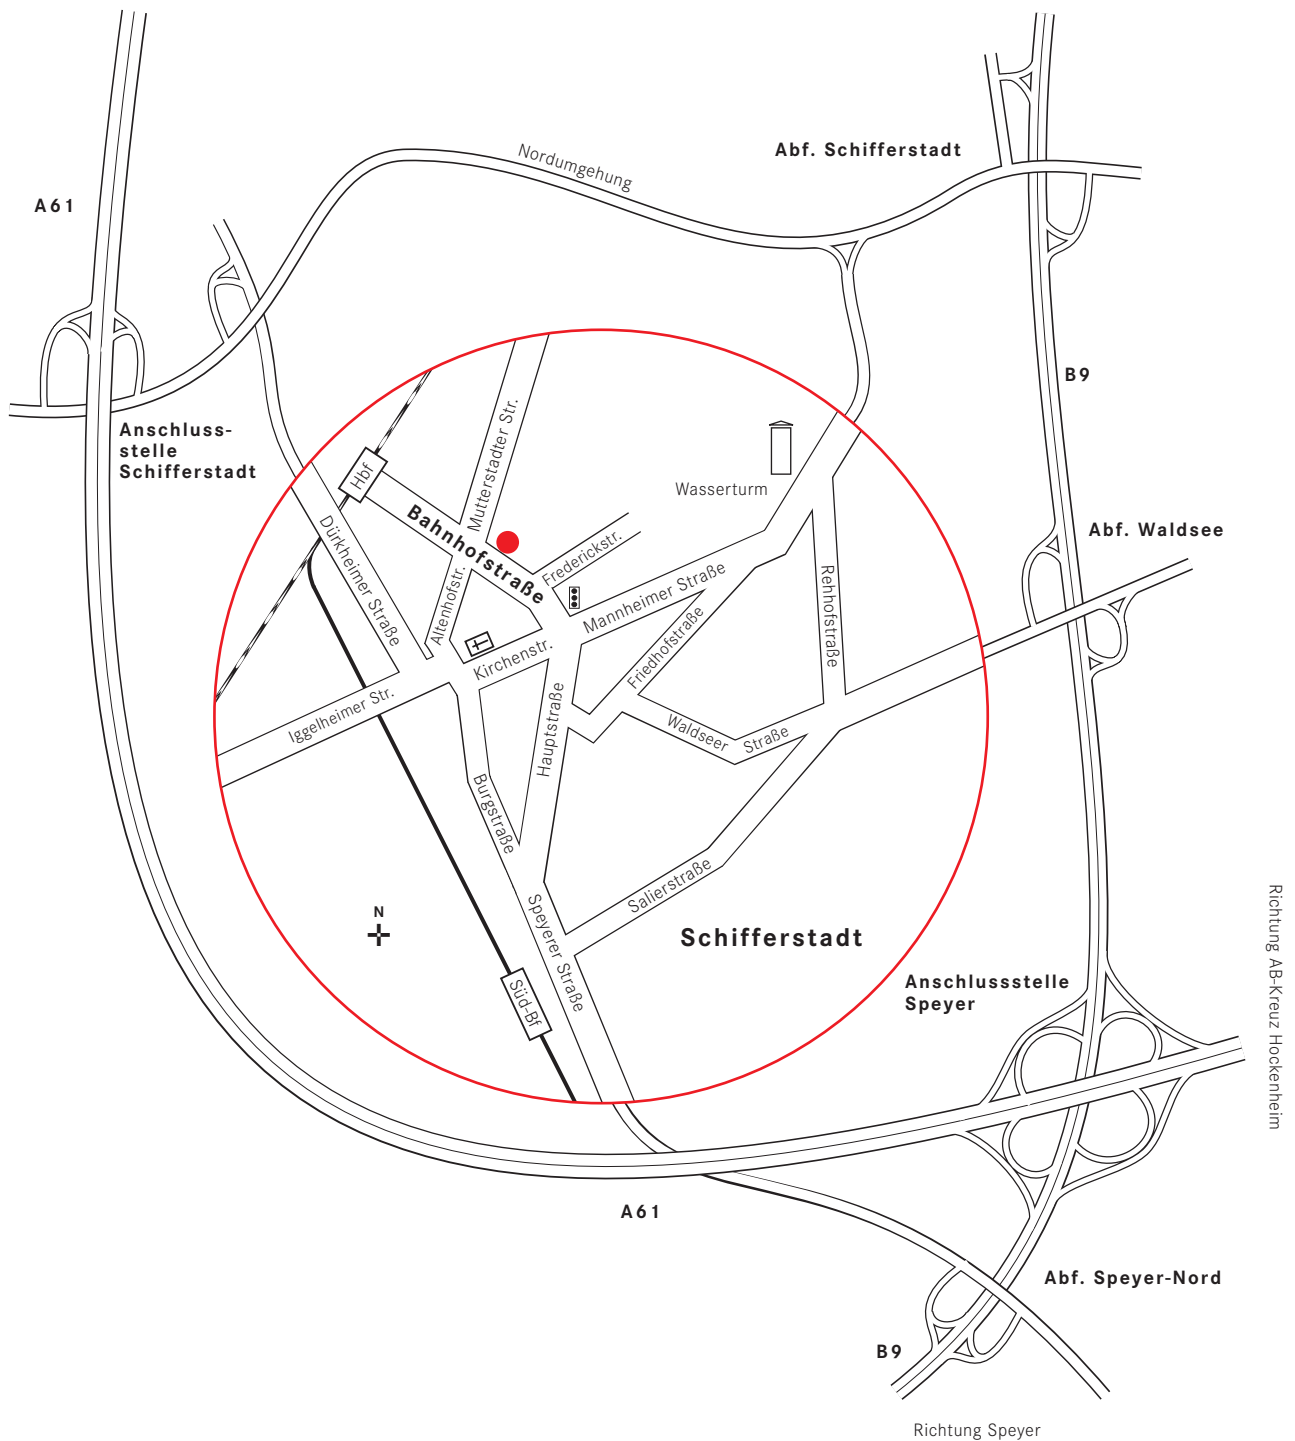 Nordumgehung
Abf. Schifferstadt
A61
B9
Anschluss-
stelle
Schifferstadt
Hbf
Mutterstadter Str.
Wasserturm
Bahnhofstraße
Dürkheimer Straße
Frederickstr.
Abf. Waldsee
Altenhofstr.
Mannheimer Straße
Rehhofstraße
Friedhofstraße
Kirchenstr.
Iggelheimer Str.
Hauptstraße
Waldseer
Straße
Burgstraße
Salierstraße
Speyerer Straße
N
Schifferstadt
Süd-Bf
Anschlussstelle
Speyer
Richtung AB-Kreuz Hockenheim
A61
Abf. Speyer-Nord
B9
Richtung Speyer